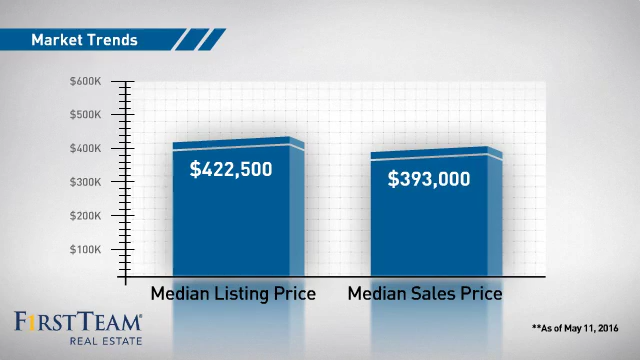 Market Trends
$600K
$500K
$400K
$300K
$200K
$100K
$422,500
$393,000
Median Listing Price
Median Sales Price
FIRSTTEAM®
REAL ESTATE
**As of May 11, 2016